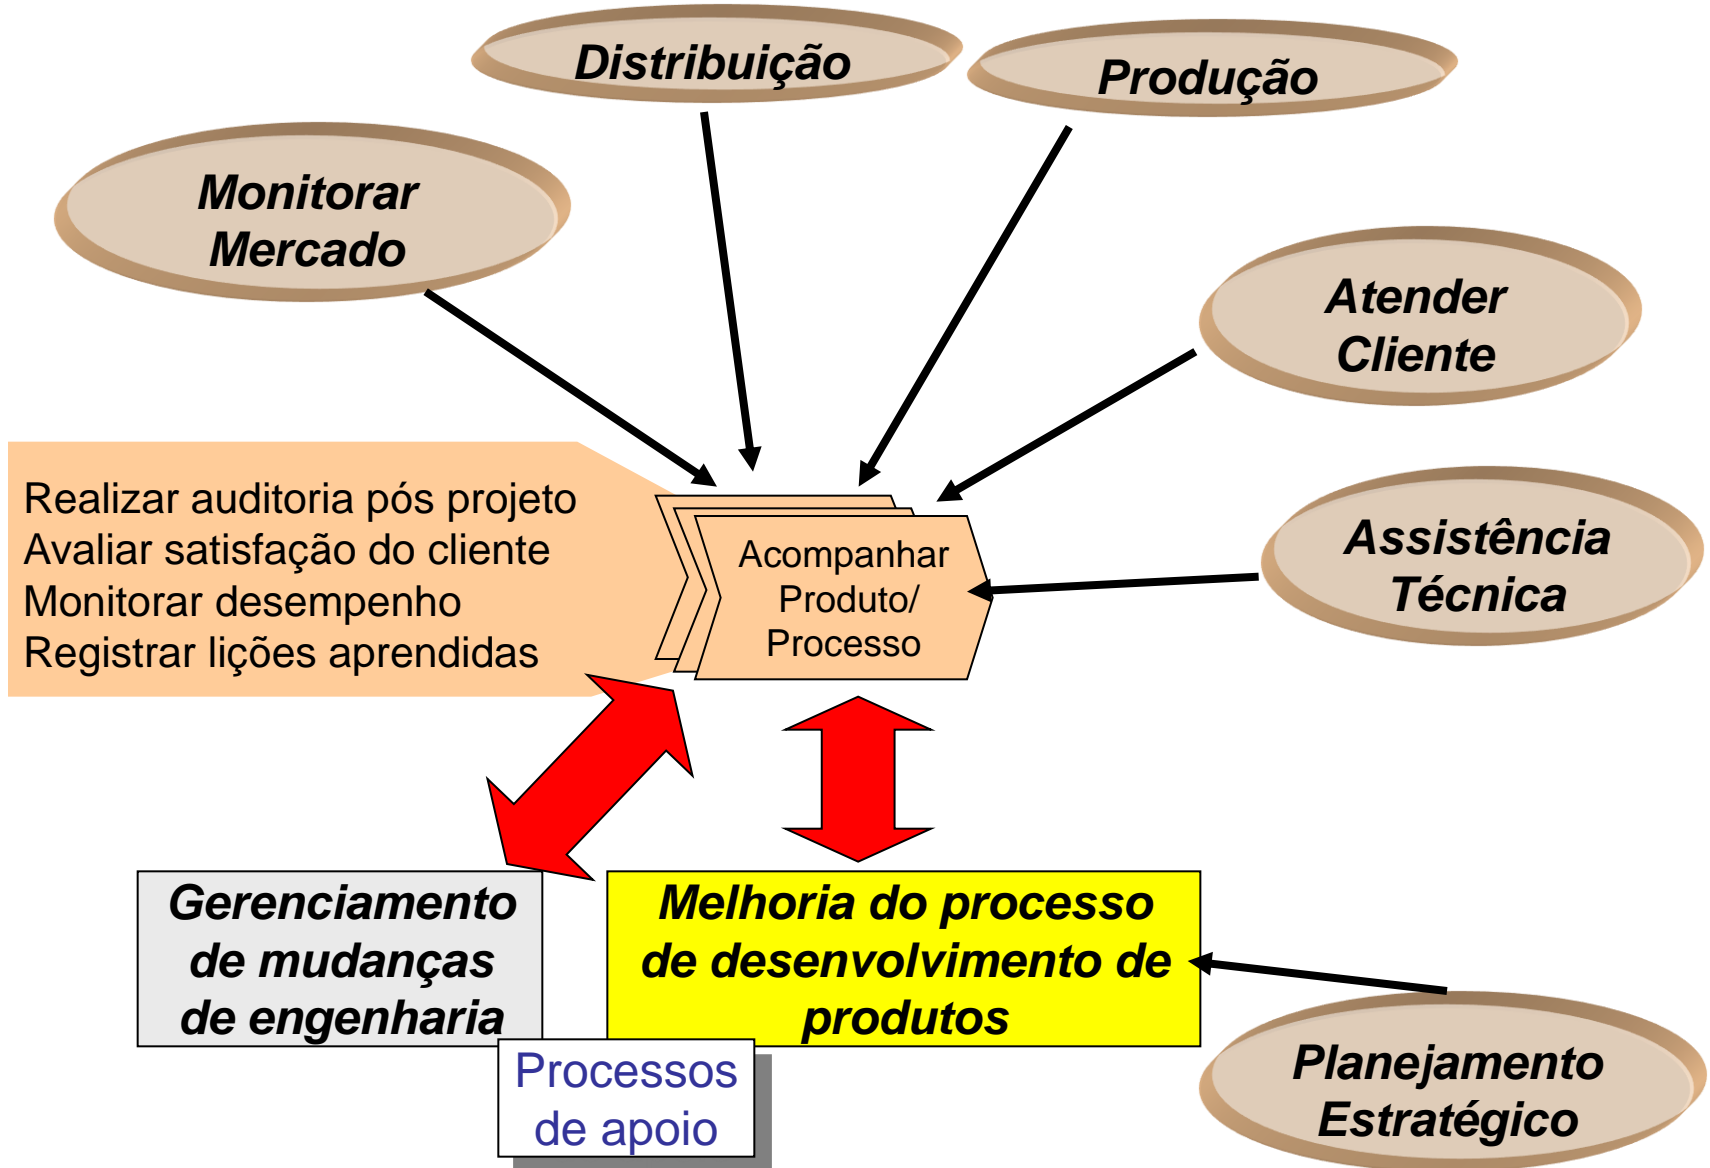 Distribuição
Produção
Monitorar
Mercado
Atender
Cliente
Realizar auditoria pós projeto
Avaliar satisfação do cliente
Monitorar desempenho
Registrar lições aprendidas
Acompanhar
Produto/
Processo
Assistência
Técnica
Gerenciamento
de mudanças
de engenharia
Melhoria do processo
de desenvolvimento de
produtos
Processos
de apoio
Planejamento
Estratégico